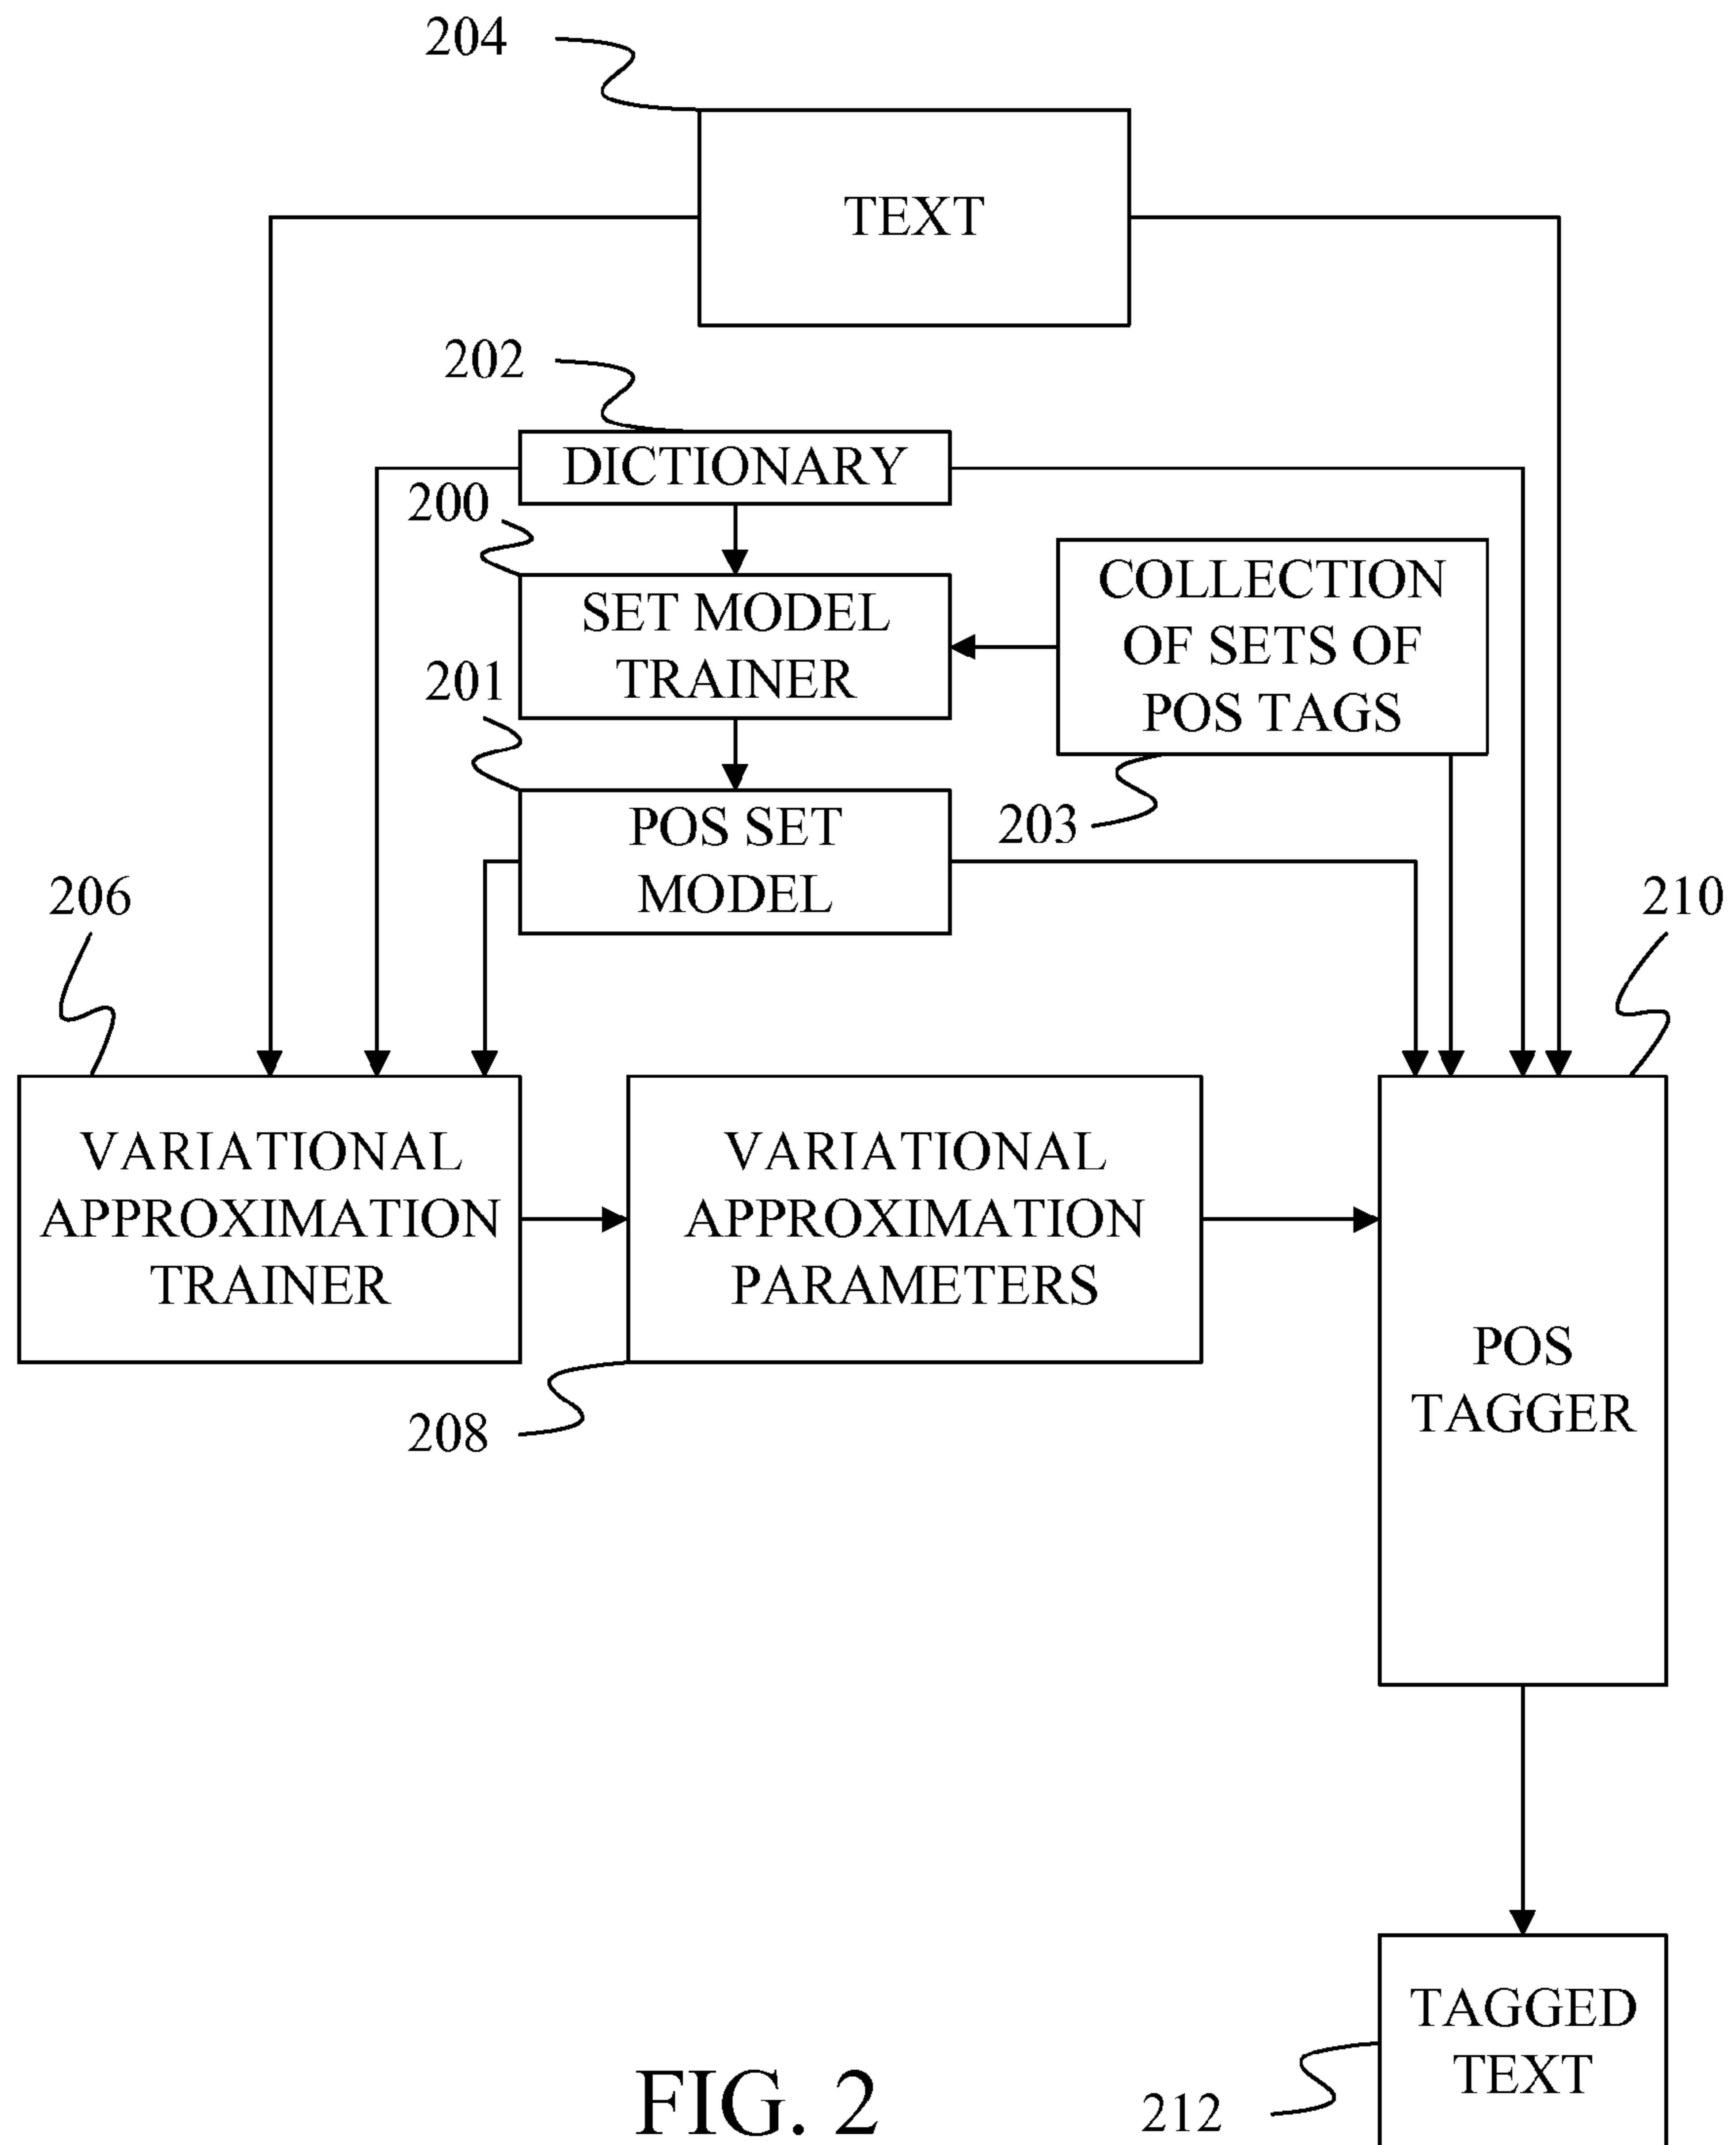 204
TEXT
202
DICTIONARY
200
SET MODEL
TRAINER
COLLECTION
OF SETS OF
POS TAGS
201
203
POS SET
MODEL
206
210
VARIATIONAL
APPROXIMATION
TRAINER
VARIATIONAL
APPROXIMATION
PARAMETERS
208
POS
TAGGER
TAGGED
TEXT
212
FIG. 2